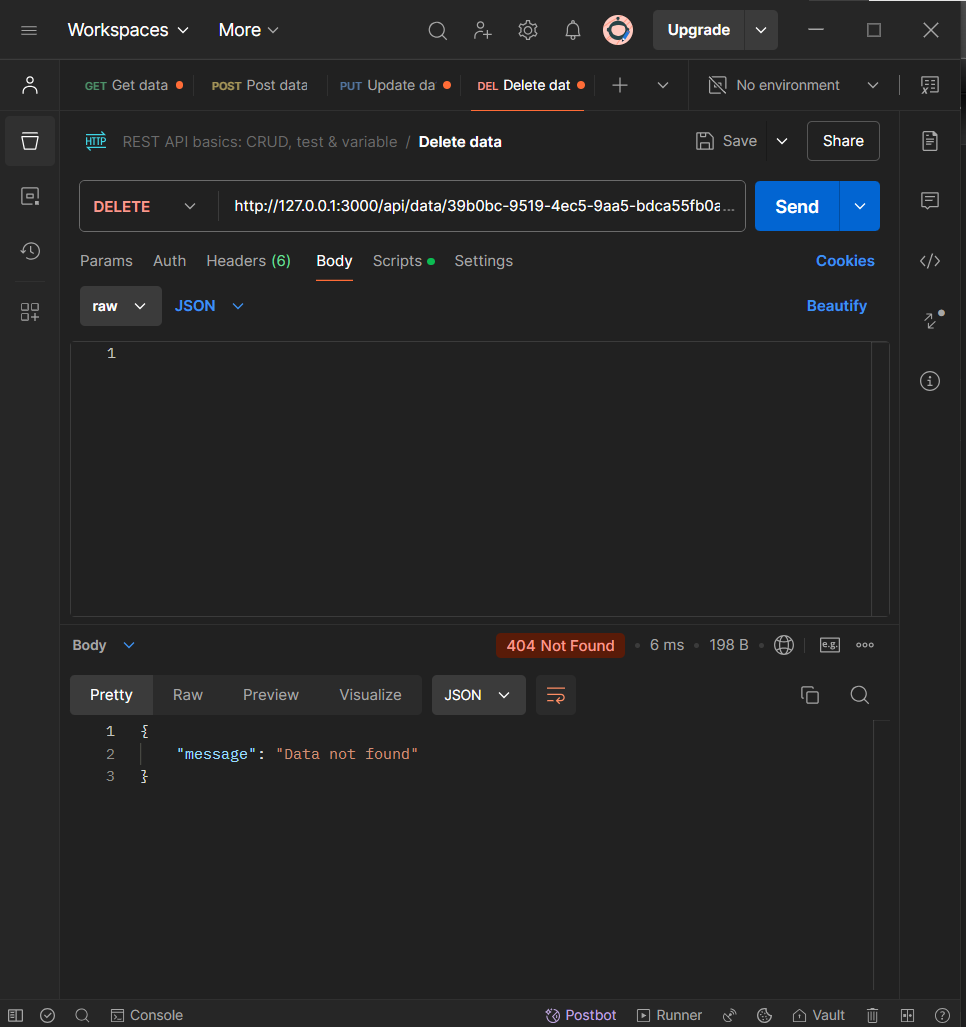 Workspaces More Upgrade
GET Get data POST Post data PUT Update da DEL Delete dat No environment
HTTP REST API basics: CRUD, test & variable / Delete data Save Share
DELETE http://127.0.0.1:3000/api/data/39b0bc-9519-4ec5-9aa5-bdca55fb0a... Send
Params Auth Headers (6) Body Scripts Settings Cookies
raw JSON Beautify
1
Body 404 Not Found 6 ms 198 B e.g.
Pretty Raw Preview Visualize JSON
1 {
2 "message": "Data not found"
3 }
Console Postbot Runner Vault